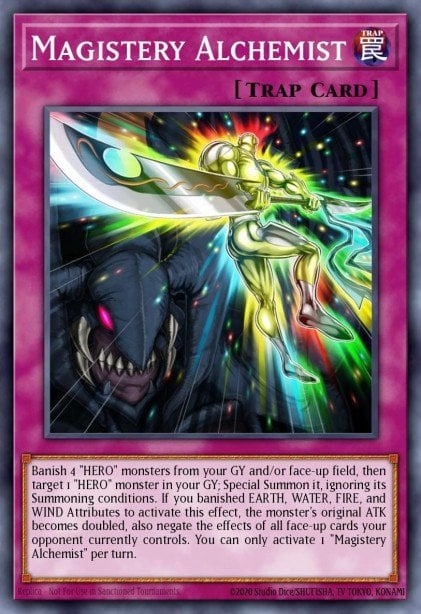 MAGISTERY ALCHEMIST
TRAP
罠
[TRAP CARD]
Banish 4 "HERO" monsters from your GY and/or face-up field, then
target 1 "HERO" monster in your GY; Special Summon it, ignoring its
Summoning conditions. If you banished EARTH, WATER, FIRE, and
WIND Attributes to activate this effect, the monster's original ATK
becomes doubled, also negate the effects of all face-up cards your
opponent currently controls. You can only activate 1 "Magistery
Alchemist" per turn.
Replica - Not For Use in Sanctioned Tournaments
©2020 Studio Dice/SHUEISHA, TV TOKYO, KONAMI